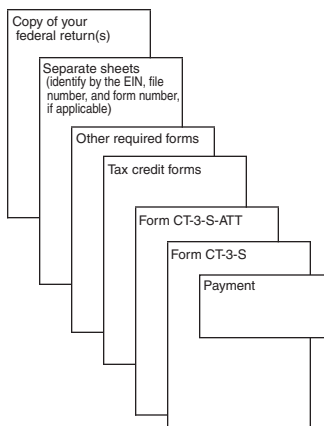 Copy of your
federal return(s)
Separate sheets
(identify by the EIN, file
number, and form number,
if applicable)
Other required forms
Tax credit forms
Form CT-3-S-ATT
Form CT-3-S
Payment